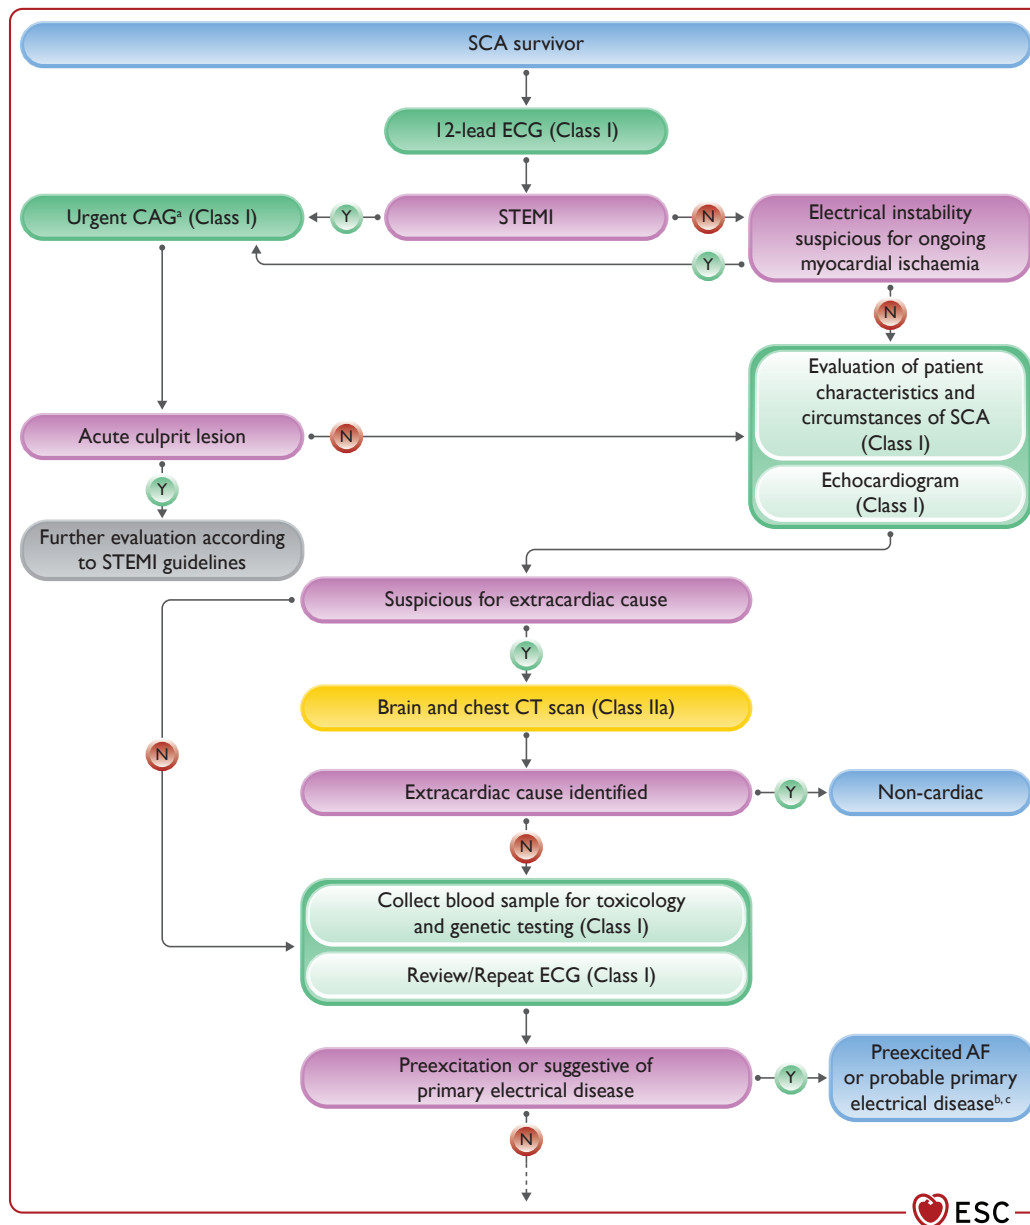 SCA survivor
12-lead ECG (Class I)
Urgent CAGᵃ (Class I)
Y
STEMI
N
Electrical instability
suspicious for ongoing
myocardial ischaemia
Y
N
Evaluation of patient
characteristics and
circumstances of SCA
(Class I)
Echocardiogram
(Class I)
Acute culprit lesion
N
Y
Further evaluation according
to STEMI guidelines
Suspicious for extracardiac cause
Y
N
Brain and chest CT scan (Class IIa)
Extracardiac cause identified
Y
Non-cardiac
N
Collect blood sample for toxicology
and genetic testing (Class I)
Review/Repeat ECG (Class I)
Preexcitation or suggestive of
primary electrical disease
Y
Preexcited AF
or probable primary
electrical diseaseᵇ,ᶜ
N
ESC